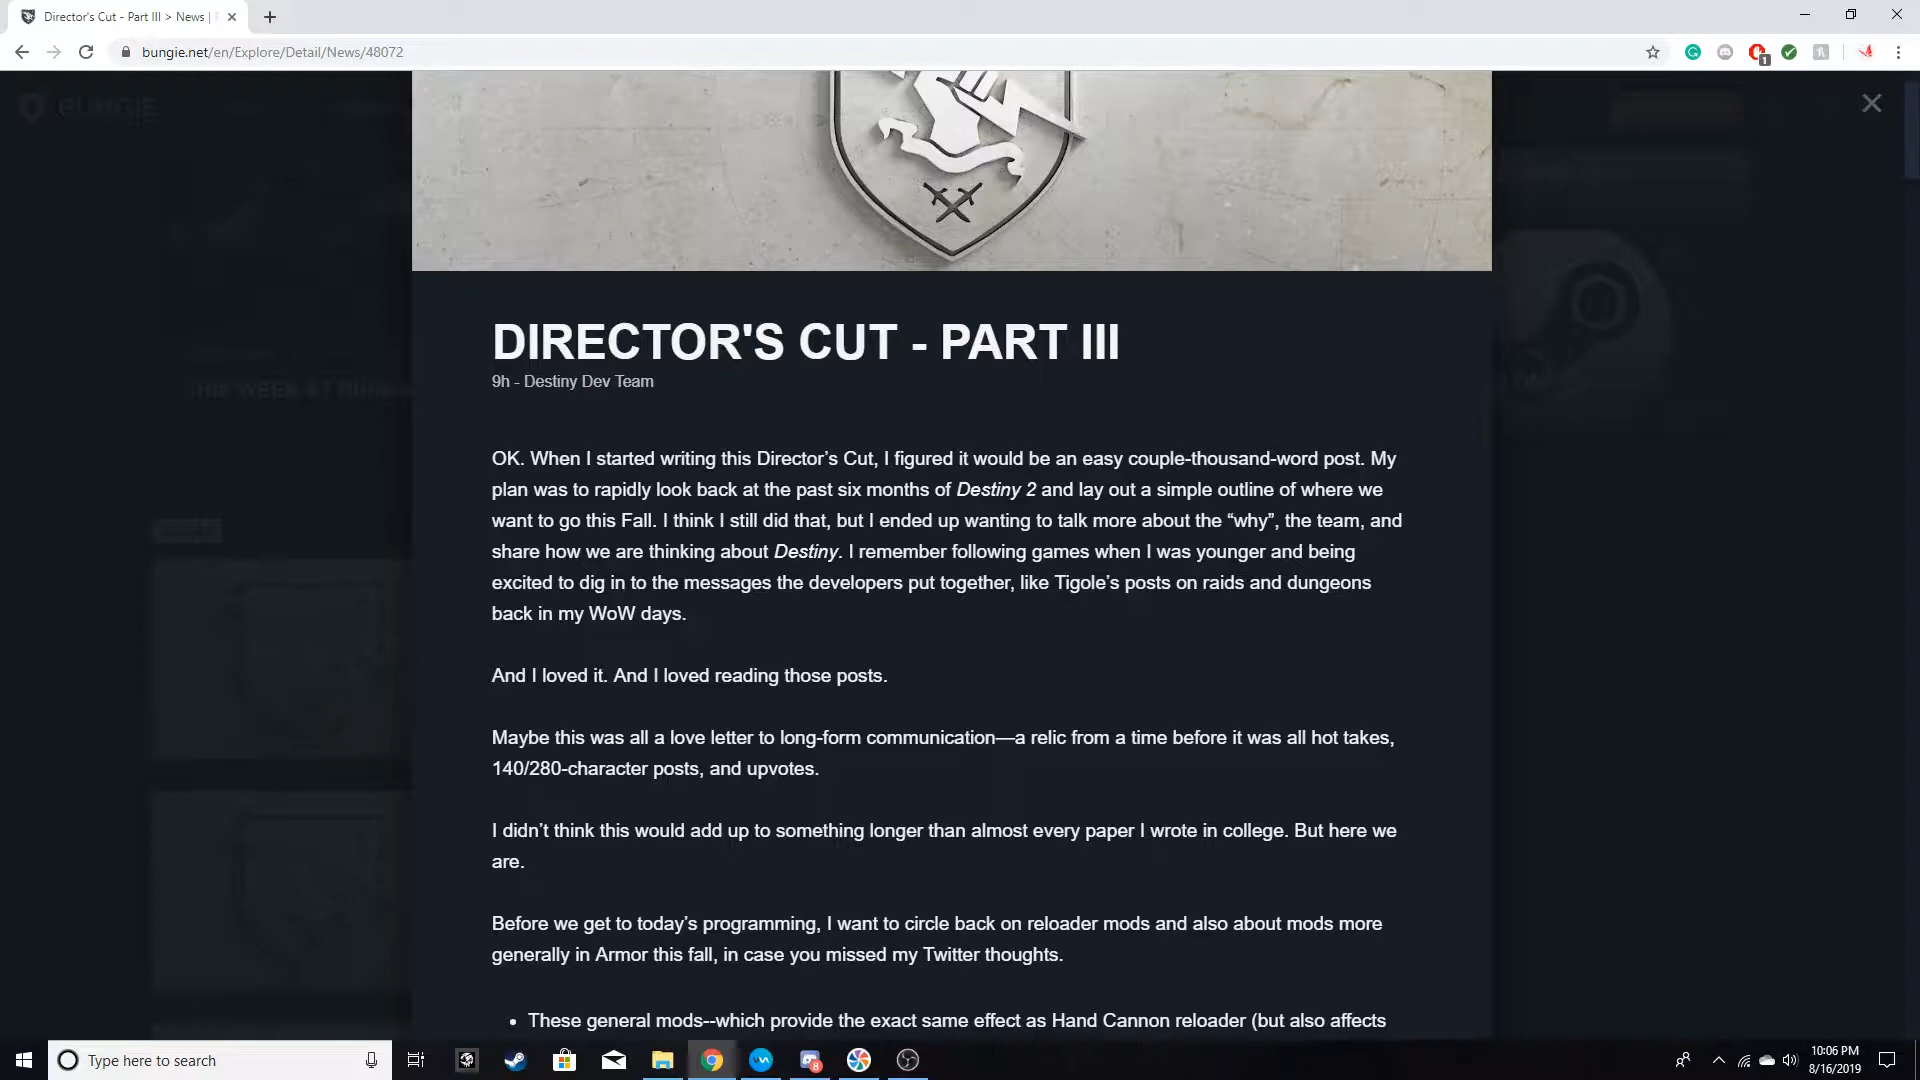 Director's Cut - Part III > News |
bungie.net/en/Explore/Detail/News/48072
1
BUNGIE
THIS WEEK AT BUNGIE
DIRECTOR'S CUT - PART III
9h - Destiny Dev Team
OK. When I started writing this Director’s Cut, I figured it would be an easy couple-thousand-word post. My
plan was to rapidly look back at the past six months of Destiny 2 and lay out a simple outline of where we
want to go this Fall. I think I still did that, but I ended up wanting to talk more about the “why”, the team, and
share how we are thinking about Destiny. I remember following games when I was younger and being
excited to dig in to the messages the developers put together, like Tigole’s posts on raids and dungeons
back in my WoW days.
And I loved it. And I loved reading those posts.
Maybe this was all a love letter to long-form communication—a relic from a time before it was all hot takes,
140/280-character posts, and upvotes.
I didn’t think this would add up to something longer than almost every paper I wrote in college. But here we
are.
Before we get to today’s programming, I want to circle back on reloader mods and also about mods more
generally in Armor this fall, in case you missed my Twitter thoughts.
• These general mods--which provide the exact same effect as Hand Cannon reloader (but also affects
Type here to search
8
10:06 PM
8/16/2019